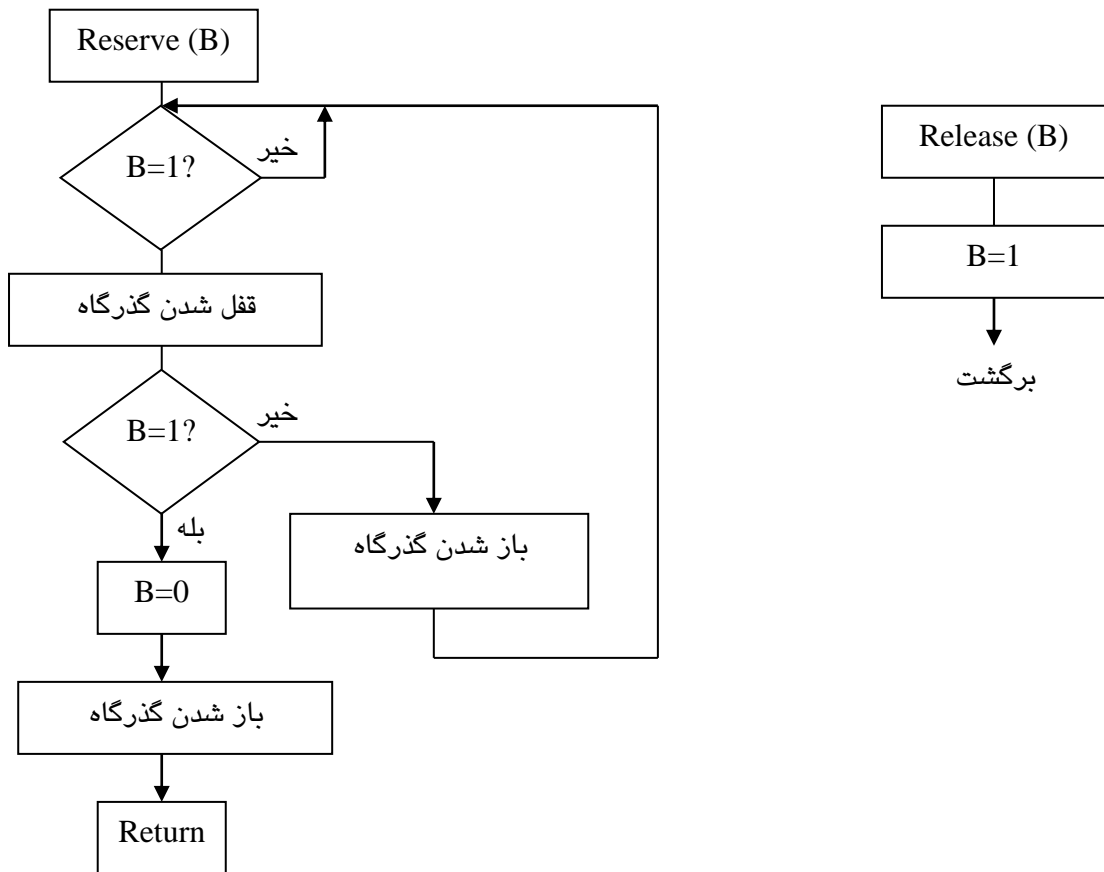 Reserve (B)
B=1?
خیر
قفل شدن گذرگاه
B=1?
خیر
بله
باز شدن گذرگاه
B=0
باز شدن گذرگاه
Return
Release (B)
B=1
برگشت